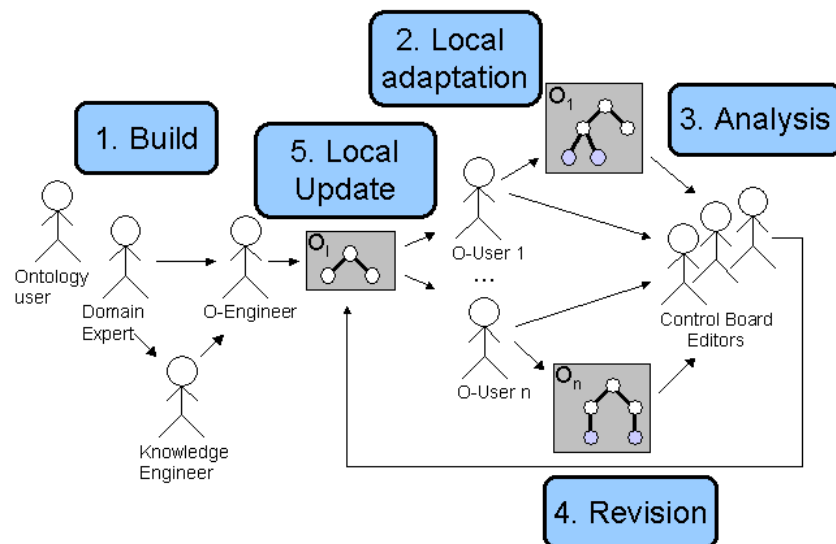 2. Local
adaptation
1. Build
5. Local
Update
3. Analysis
O1
OI
O-User 1
...
Ontology
user
Domain
Expert
O-Engineer
Knowledge
Engineer
O-User n
On
Control Board
Editors
4. Revision